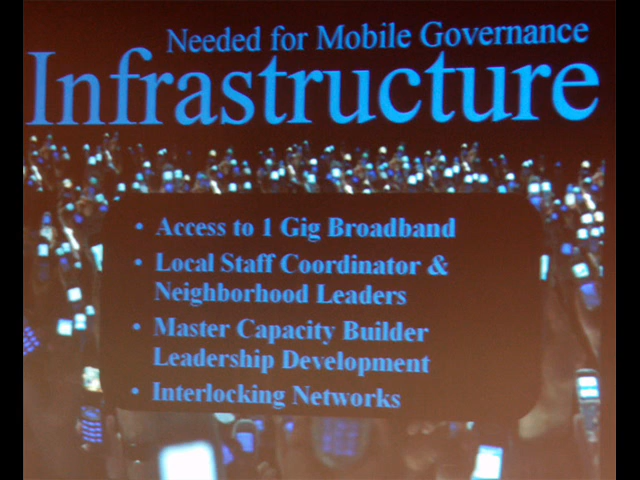 Needed for Mobile Governance
Infrastructure
• Access to 1 Gig Broadband
• Local Staff Coordinator &
Neighborhood Leaders
• Master Capacity Builder
Leadership Development
• Interlocking Networks